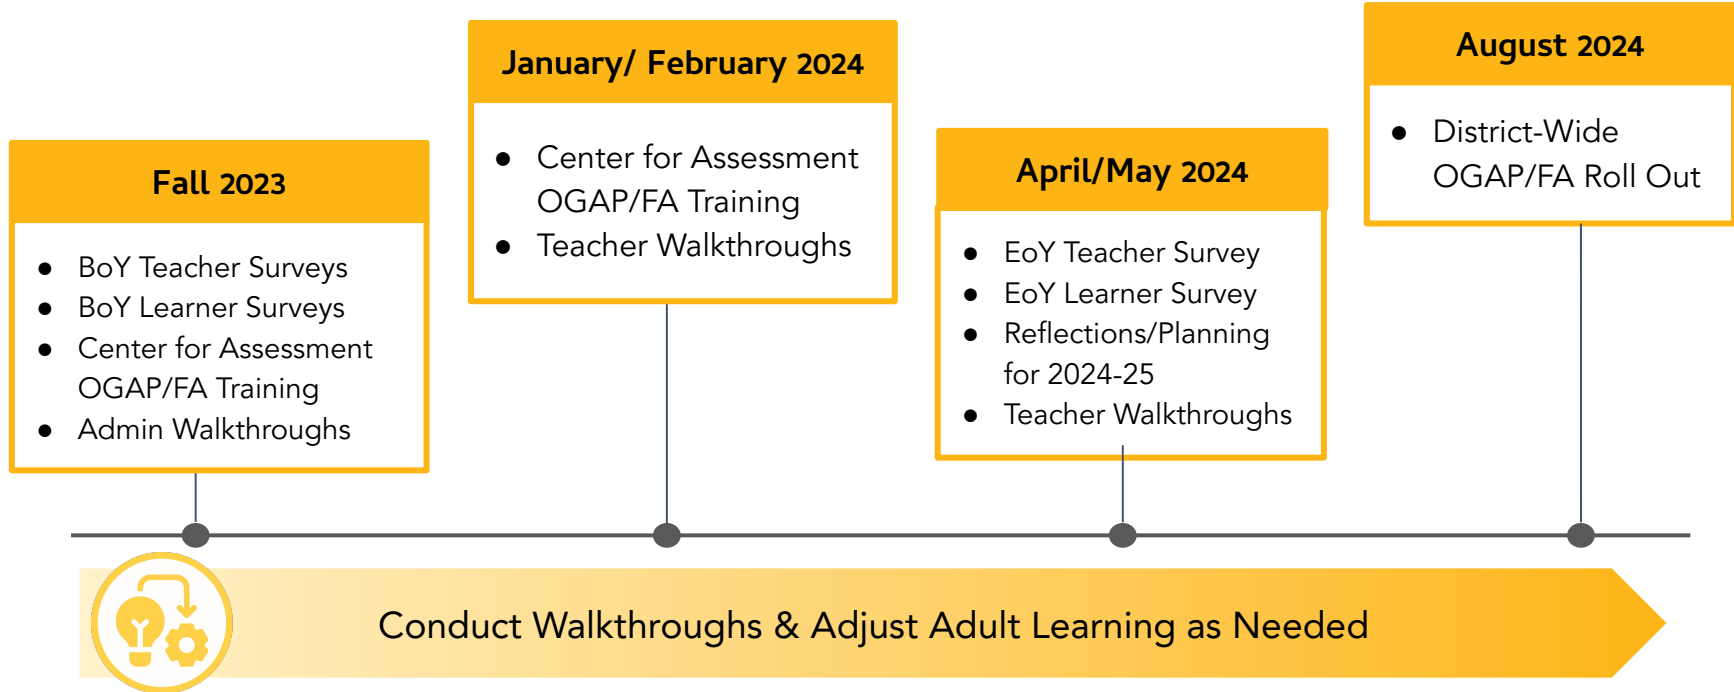 Fall 2023
● BoY Teacher Surveys
● BoY Learner Surveys
● Center for Assessment
OGAP/FA Training
● Admin Walkthroughs
January/ February 2024
● Center for Assessment
OGAP/FA Training
● Teacher Walkthroughs
April/May 2024
● EoY Teacher Survey
● EoY Learner Survey
● Reflections/Planning
for 2024-25
● Teacher Walkthroughs
August 2024
● District-Wide
OGAP/FA Roll Out
Conduct Walkthroughs & Adjust Adult Learning as Needed